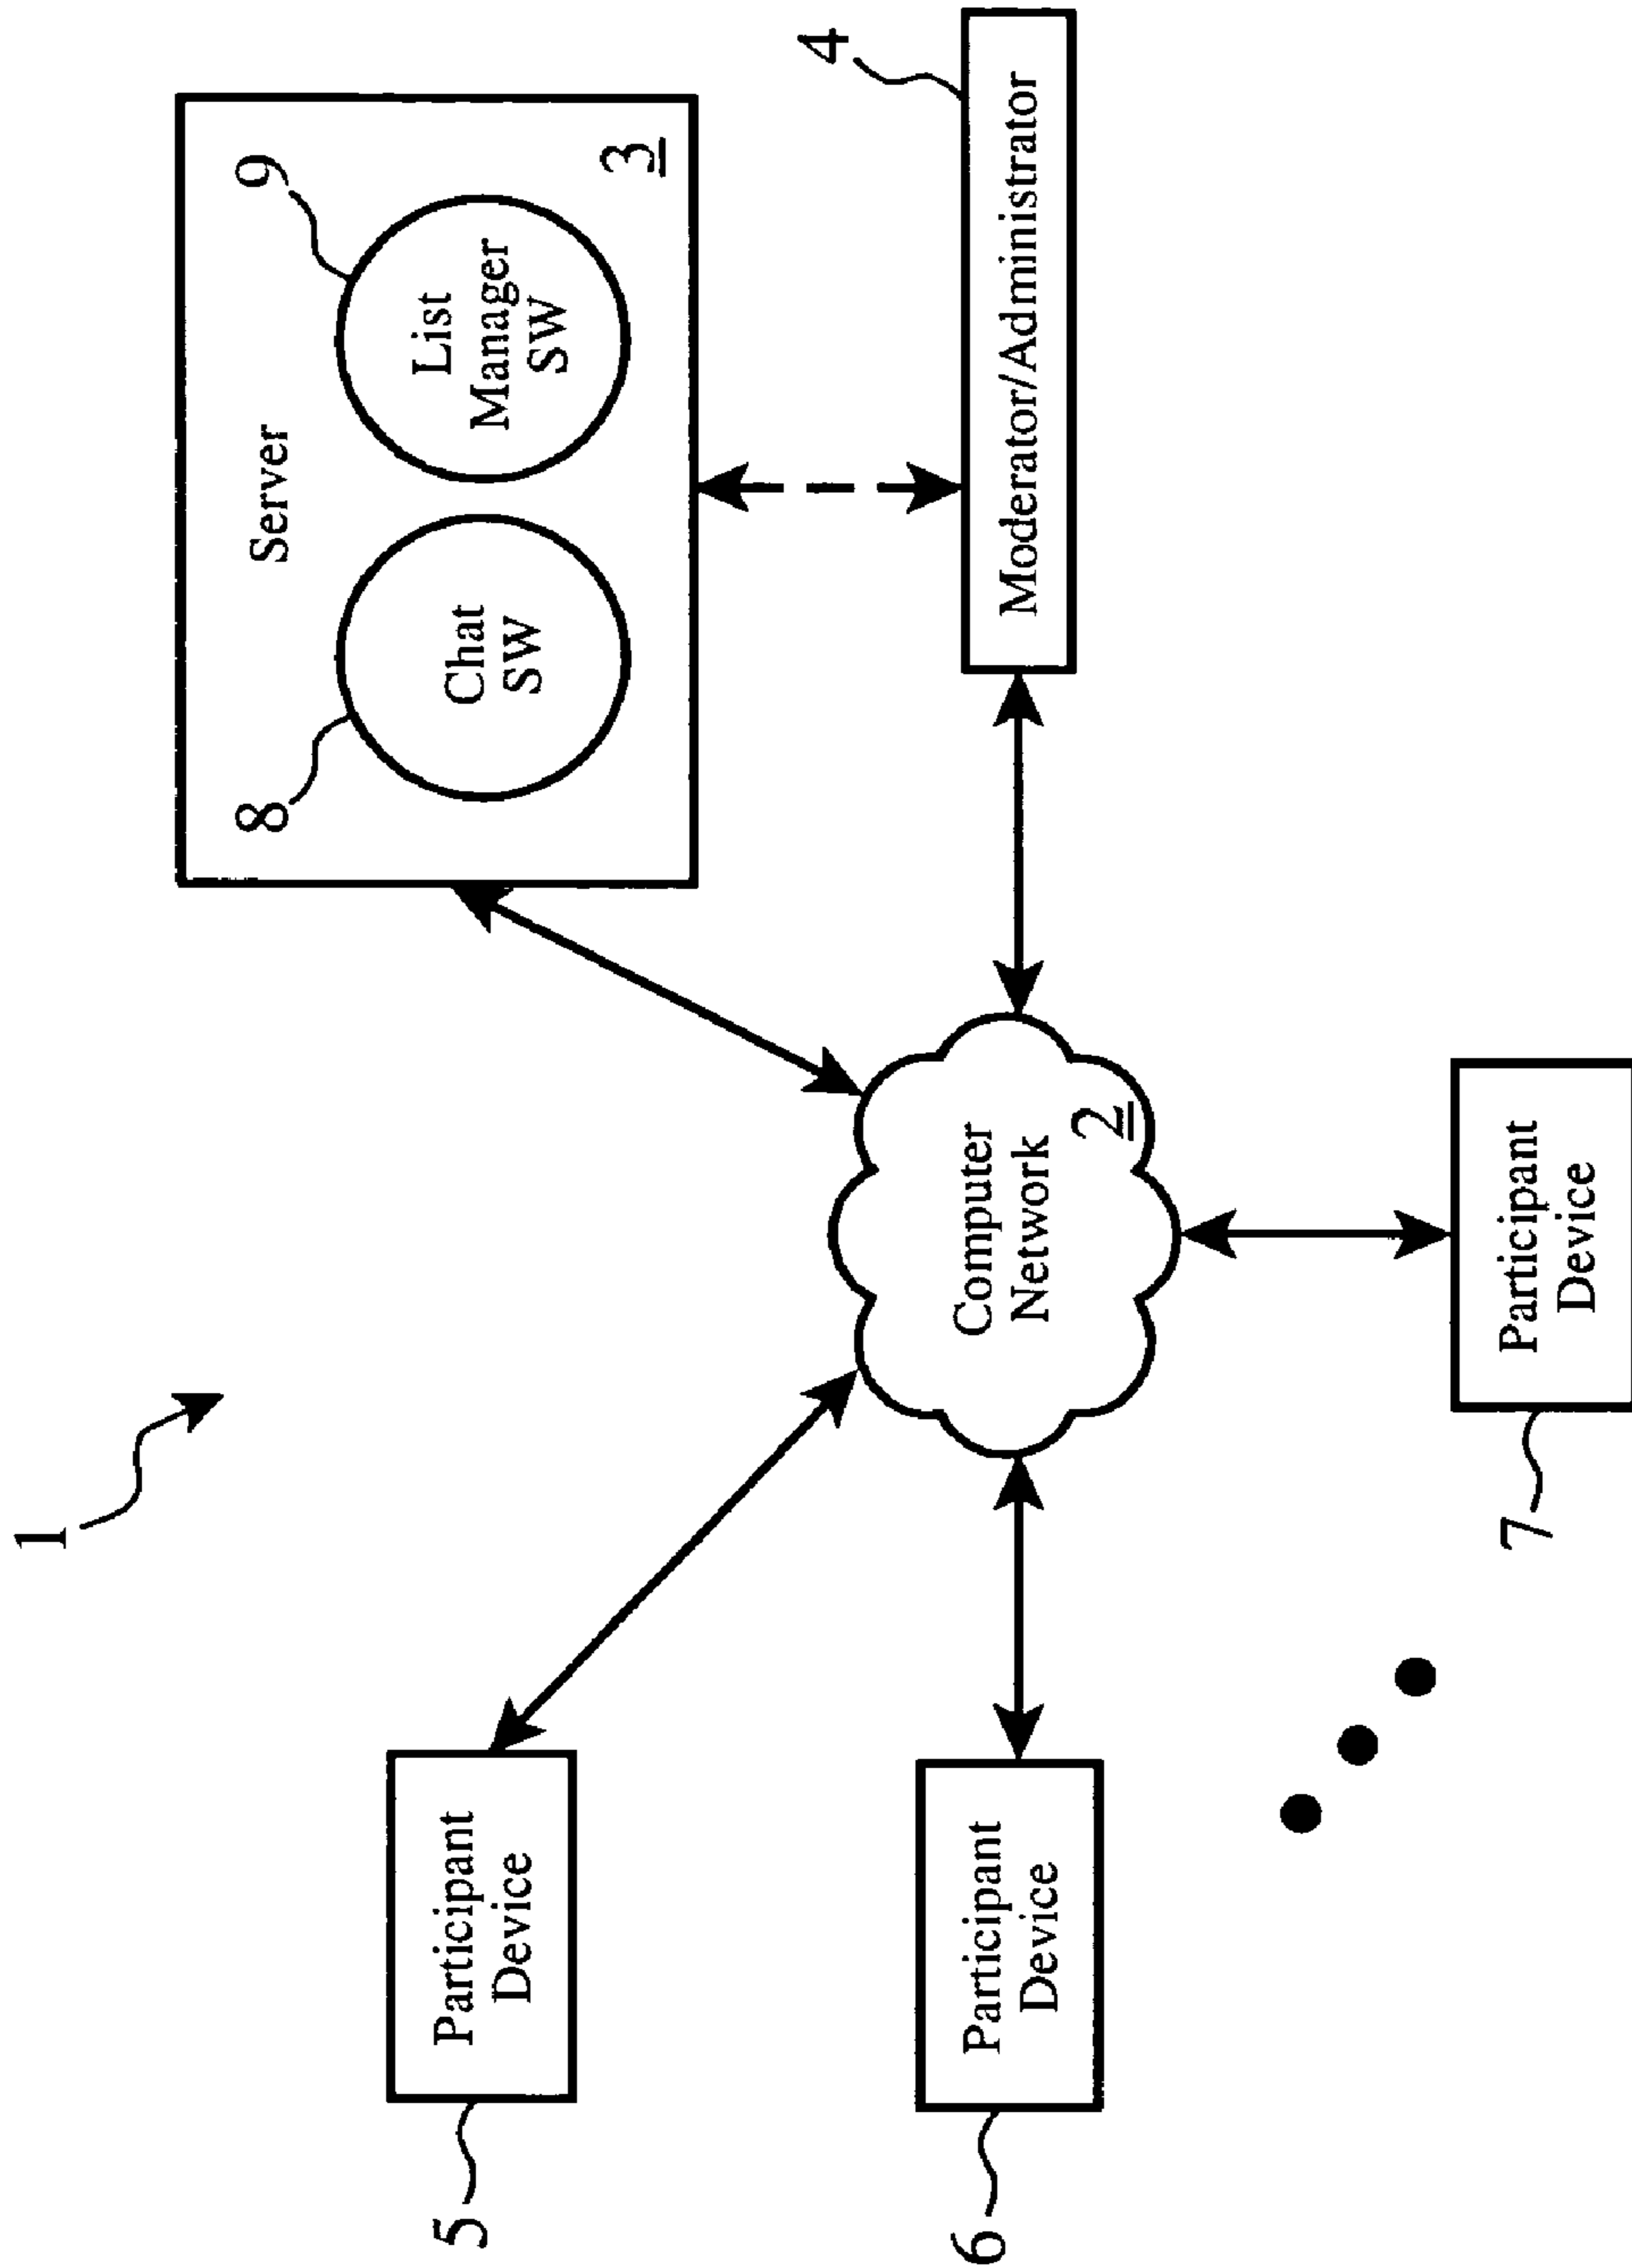 1
Server
8
9
Chat
SW
List
Manager
SW
3
5
Participant
Device
4
Moderator/Administrator
Computer
Network
2
6
Participant
Device
7
Participant
Device